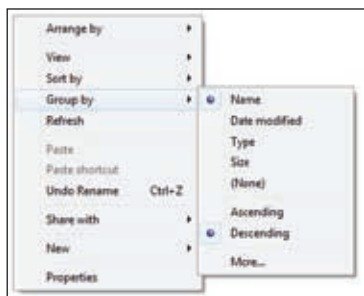 Arrange by
View
Sort by
Group by
Refresh
Paste
Paste shortcut
Undo Rename Ctrl+Z
Share with
New
Properties
Name
Date modified
Type
Size
(None)
Ascending
Descending
More...